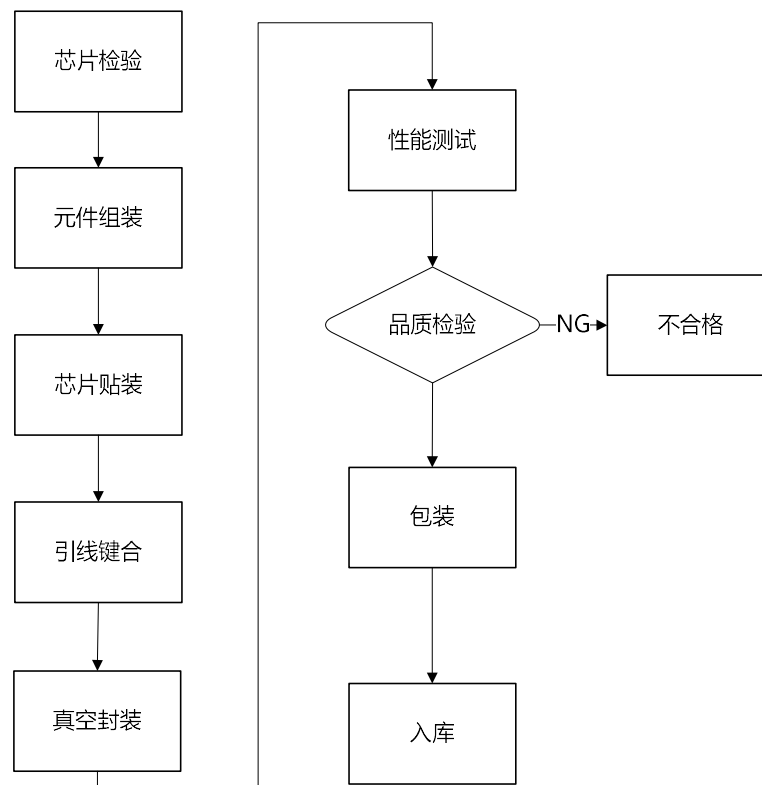 芯片检验
元件组装
芯片贴装
引线键合
真空封装
性能测试
品质检验
NG
不合格
包装
入库